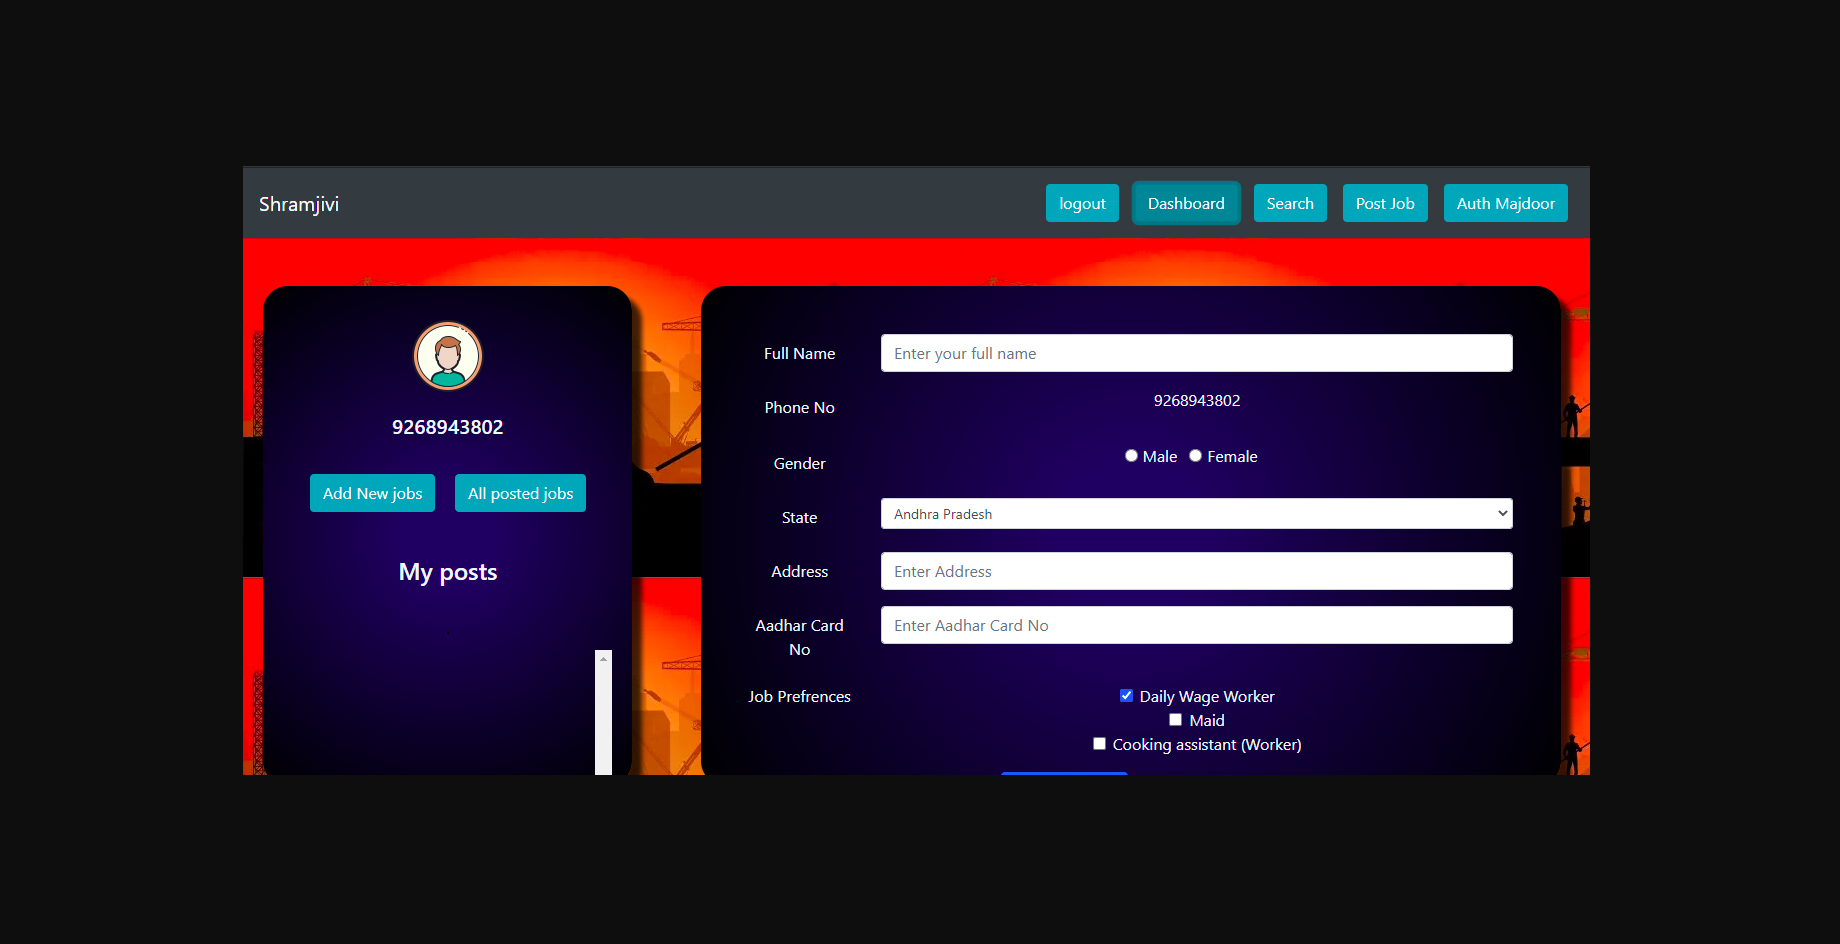 Shramjivi
logout Dashboard Search Post Job Auth Majdoor
9268943802
Add New jobs All posted jobs
My posts
Full Name Enter your full name
Phone No 9268943802
Gender Male Female
State Andhra Pradesh
Address Enter Address
Aadhar Card Enter Aadhar Card No
No
Job Prefrences Daily Wage Worker
Maid
Cooking assistant (Worker)